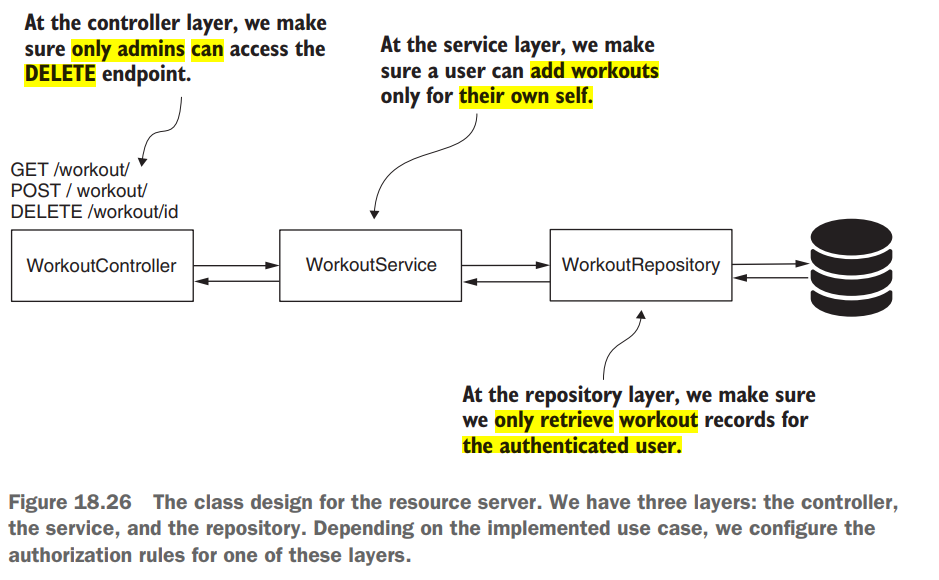 At the controller layer, we make
sure only admins can access the
DELETE endpoint.
At the service layer, we make
sure a user can add workouts
only for their own self.
GET /workout/
POST / workout/
DELETE /workout/id
WorkoutController
WorkoutService
WorkoutRepository
At the repository layer, we make sure
we only retrieve workout records for
the authenticated user.
Figure 18.26 The class design for the resource server. We have three layers: the controller,
the service, and the repository. Depending on the implemented use case, we configure the
authorization rules for one of these layers.